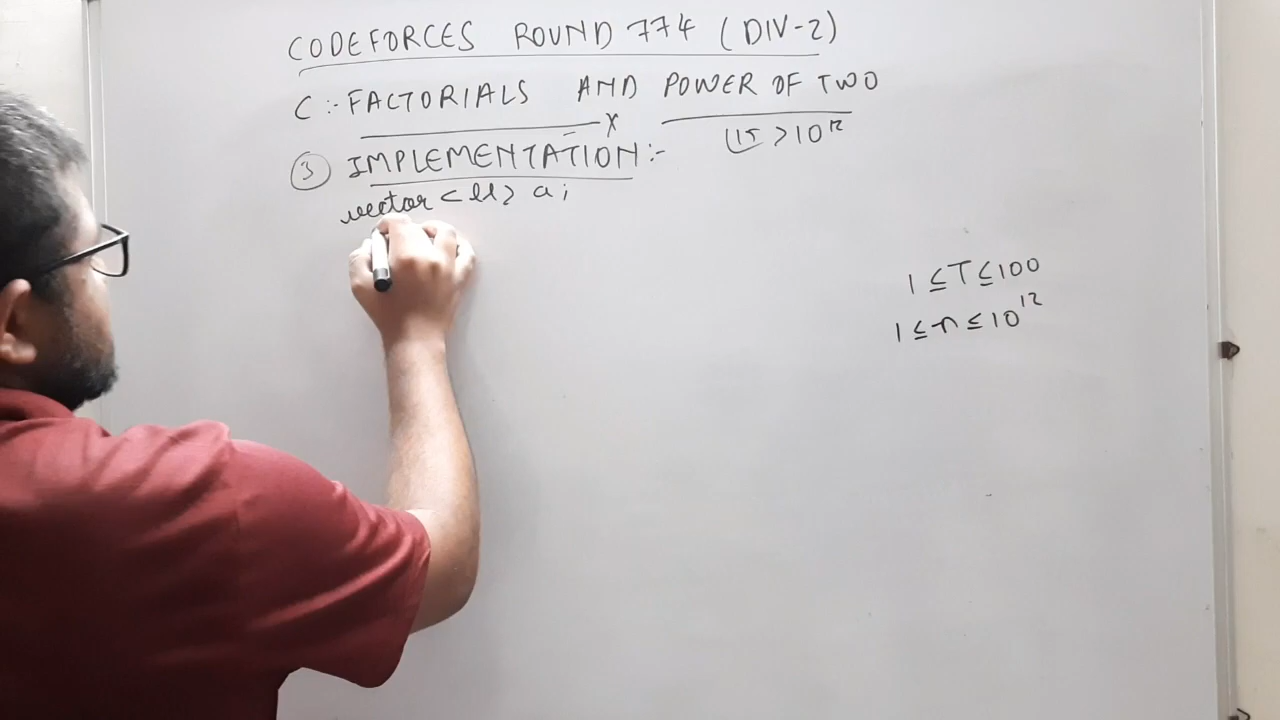 CODEFORCES ROUND 774 (DIV-2)
C:- FACTORIALS AND POWER OF TWO
x
③ IMPLEMENTATION:-
15 > 10^12
vector <ll> a;
1 ≤ T ≤ 100
1 ≤ n ≤ 10^12